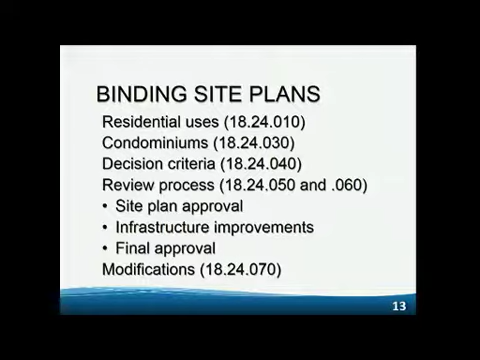 BINDING SITE PLANS
Residential uses (18.24.010)
Condominiums (18.24.030)
Decision criteria (18.24.040)
Review process (18.24.050 and .060)
• Site plan approval
• Infrastructure improvements
• Final approval
Modifications (18.24.070)
13